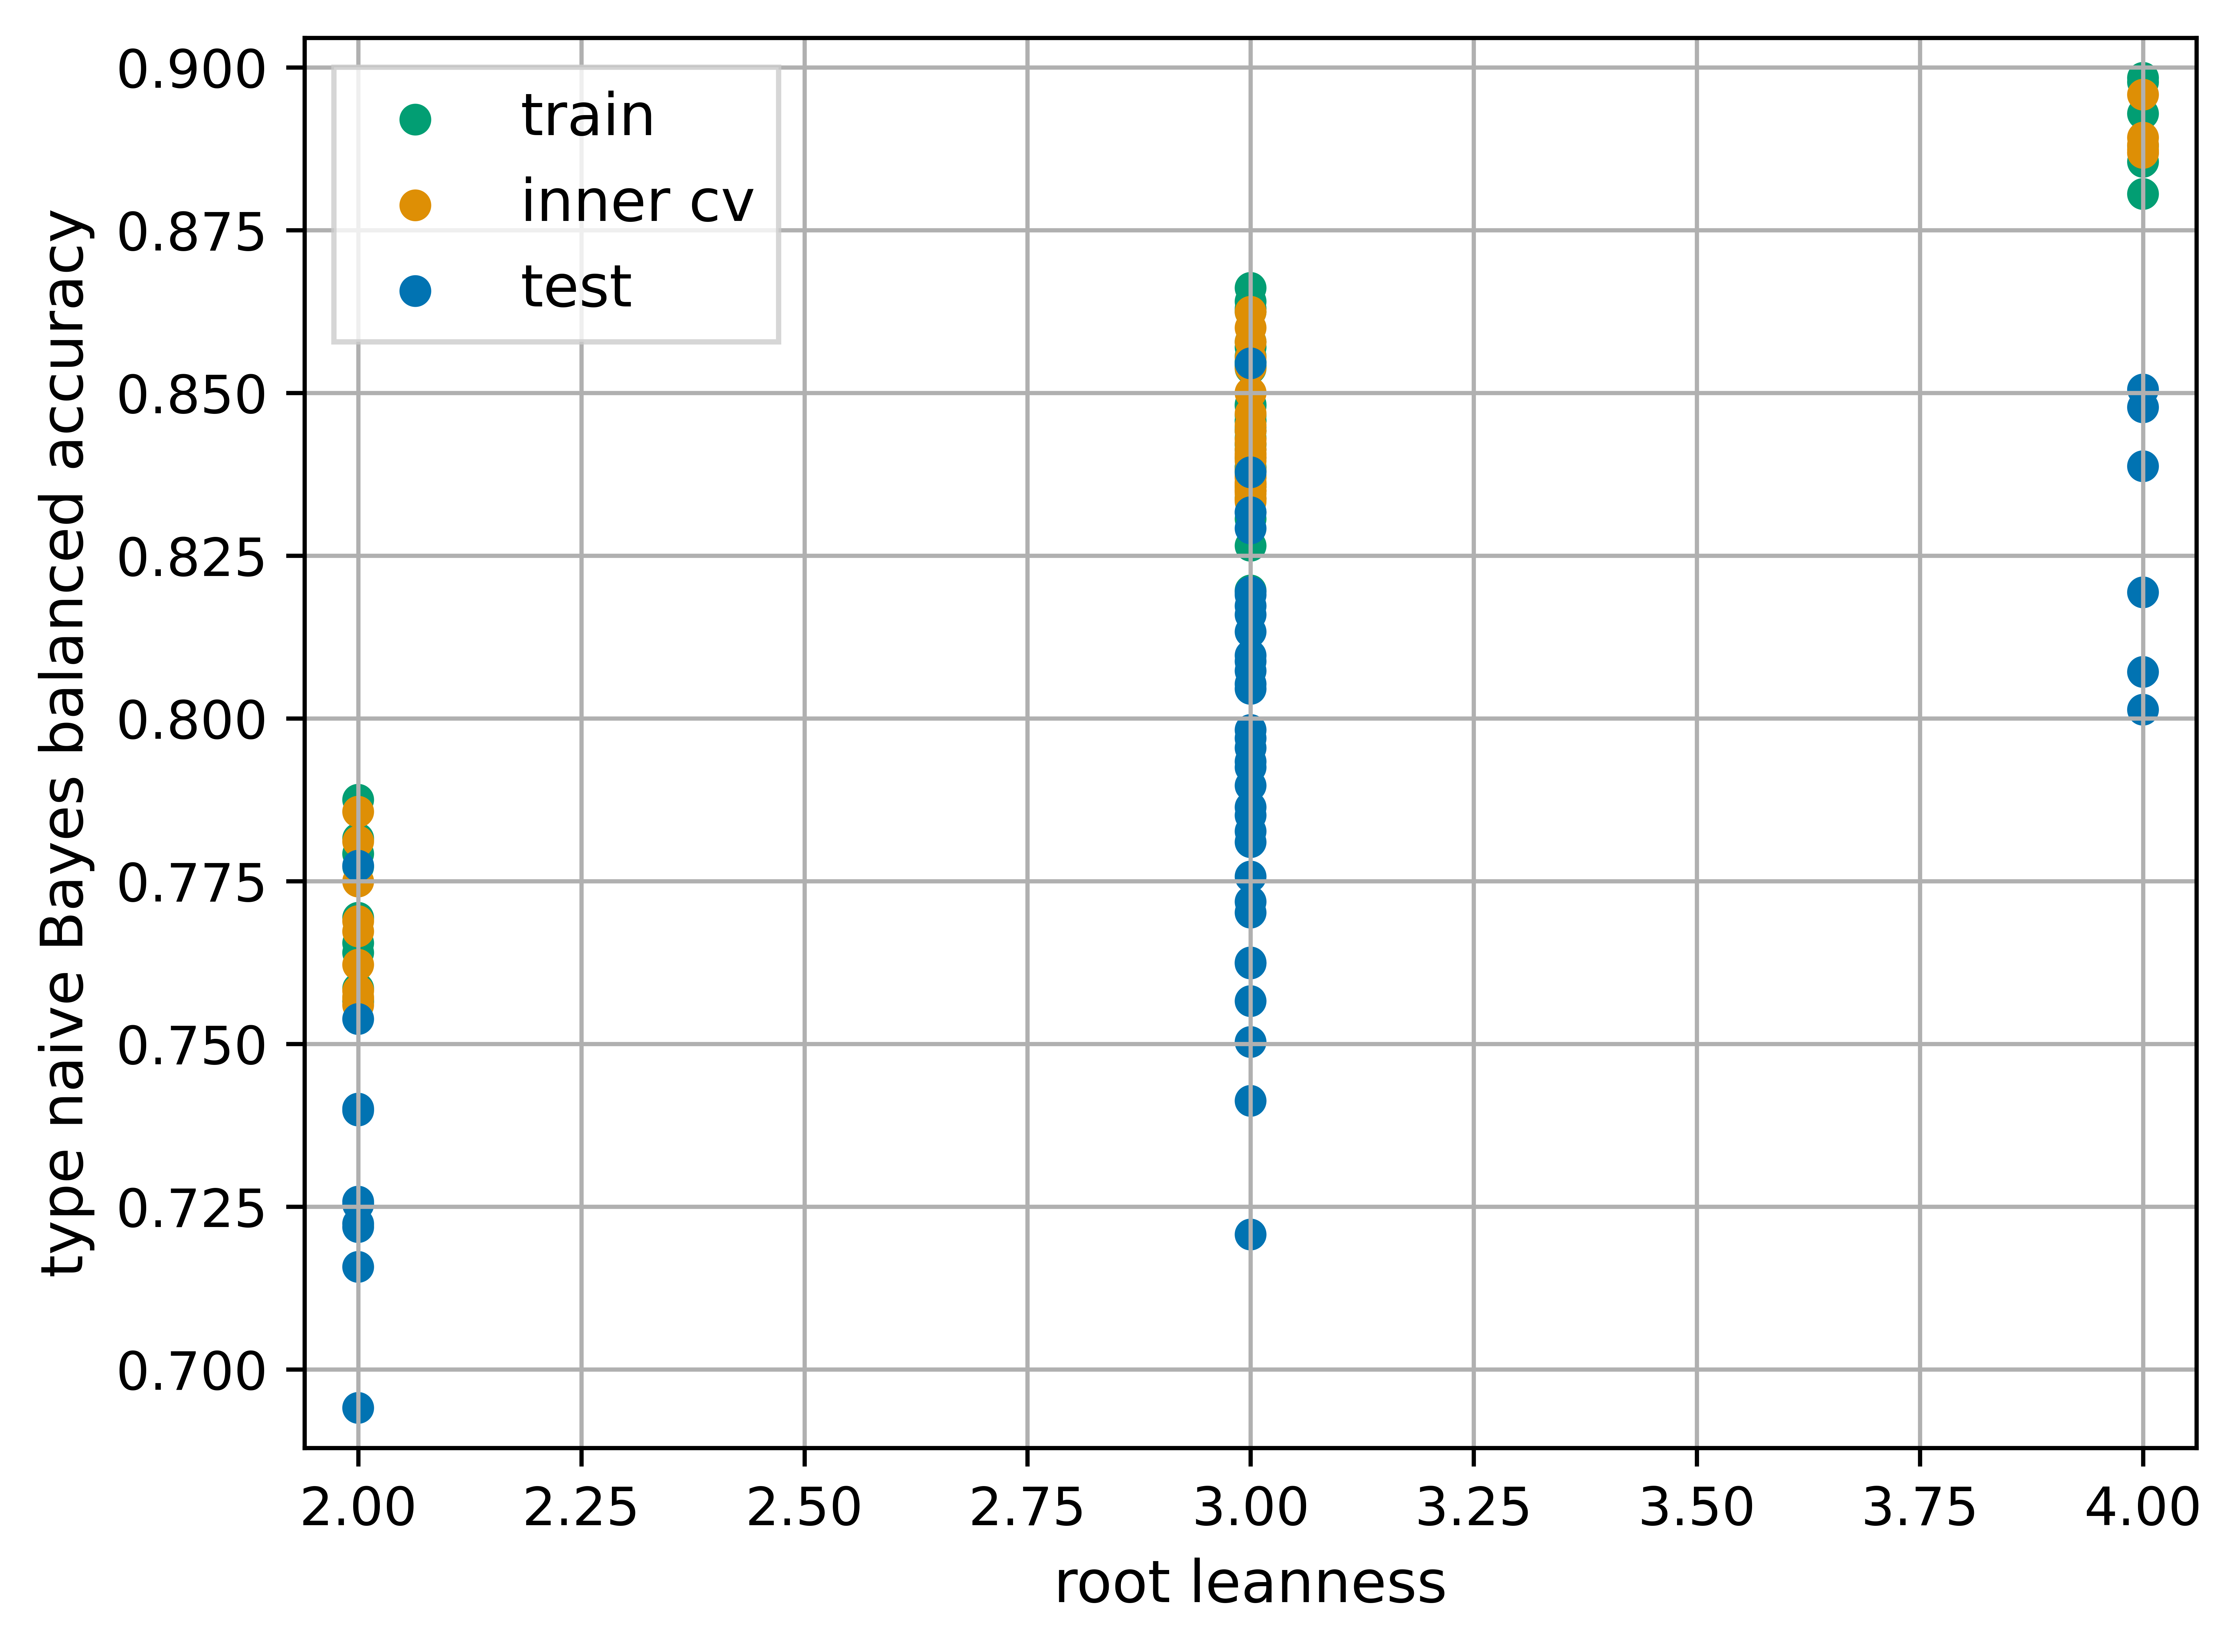 train
inner cv
test
type naive Bayes balanced accuracy
0.900
0.875
0.850
0.825
0.800
0.775
0.750
0.725
0.700
2.00 2.25 2.50 2.75 3.00 3.25 3.50 3.75 4.00
root leanness